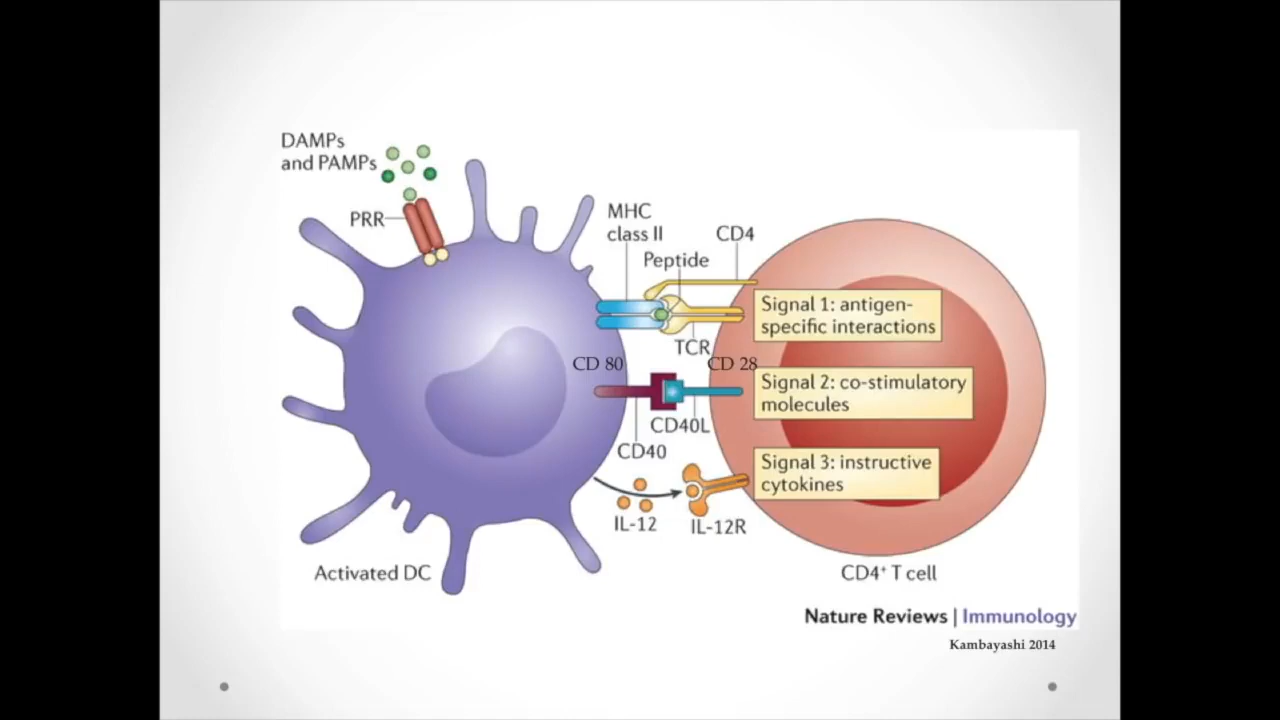 DAMPs
and PAMPs
PRR
MHC
class II
CD4
Peptide
Signal 1: antigen-
specific interactions
TCR
CD 80
CD 28
Signal 2: co-stimulatory
molecules
CD40L
CD40
Signal 3: instructive
cytokines
IL-12
IL-12R
Activated DC
CD4⁺ T cell
Nature Reviews | Immunology
Kambayashi 2014